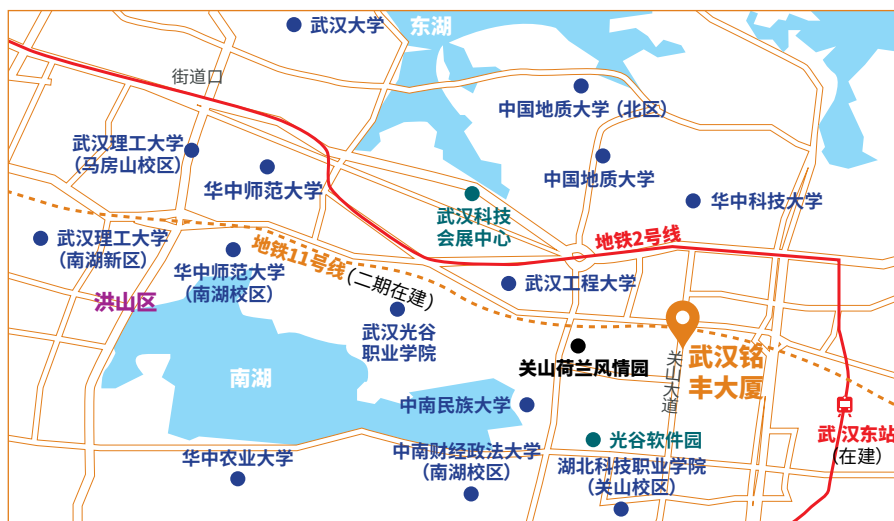 武汉大学
东湖
街道口
中国地质大学（北区）
武汉理工大学
（马房山校区）
华中师范大学
中国地质大学
华中科技大学
武汉科技
会展中心
武汉理工大学
（南湖新区）
地铁11号线（二期在建）
地铁2号线
华中师范大学
（南湖校区）
武汉工程大学
洪山区
武汉光谷
职业学院
关山荷兰风情园
关山大道
武汉铭
丰大厦
南湖
中南民族大学
武汉东站
（在建）
光谷软件园
华中农业大学
中南财经政法大学
（南湖校区）
湖北科技职业学院
（关山校区）